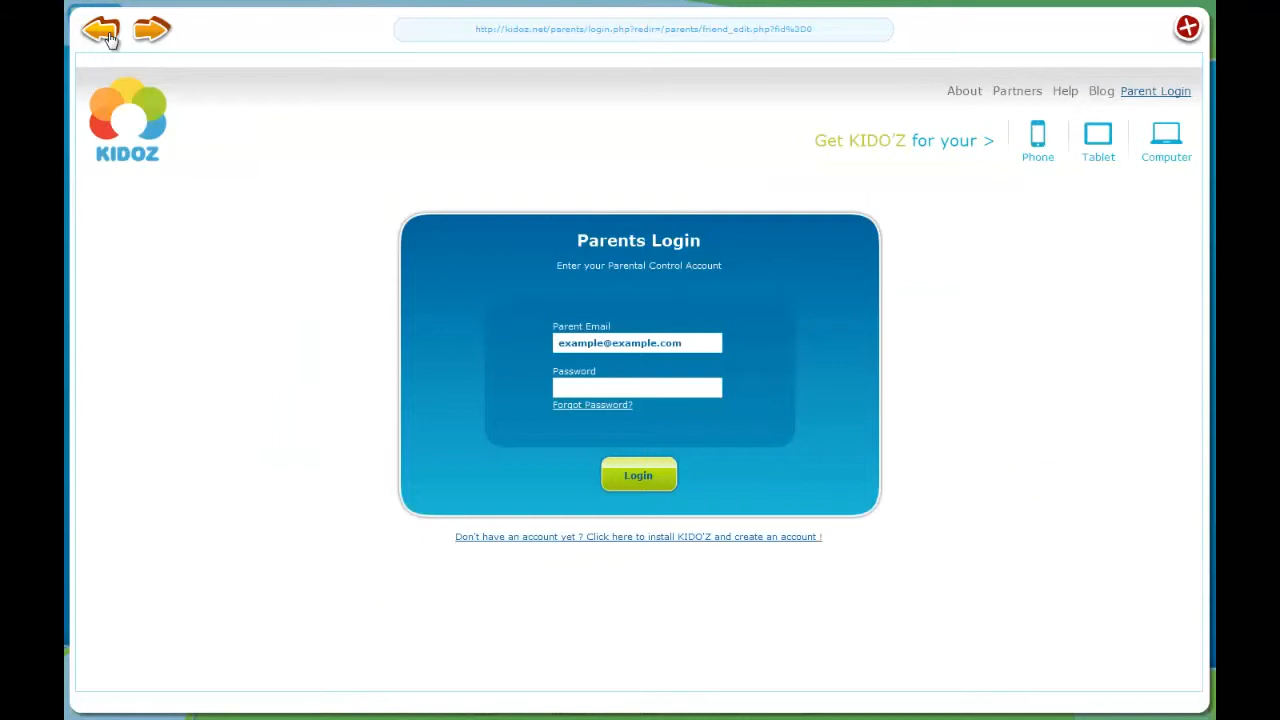 http://kidoz.net/parents/login.php?redir=/parents/friend_edit.php?fid%3D0
About Partners Help Blog Parent Login
KIDOZ
Get KIDO'Z for your >
Phone Tablet Computer
Parents Login
Enter your Parental Control Account
Parent Email
example@example.com
Password
Forgot Password?
Login
Don't have an account yet ? Click here to install KIDO'Z and create an account !